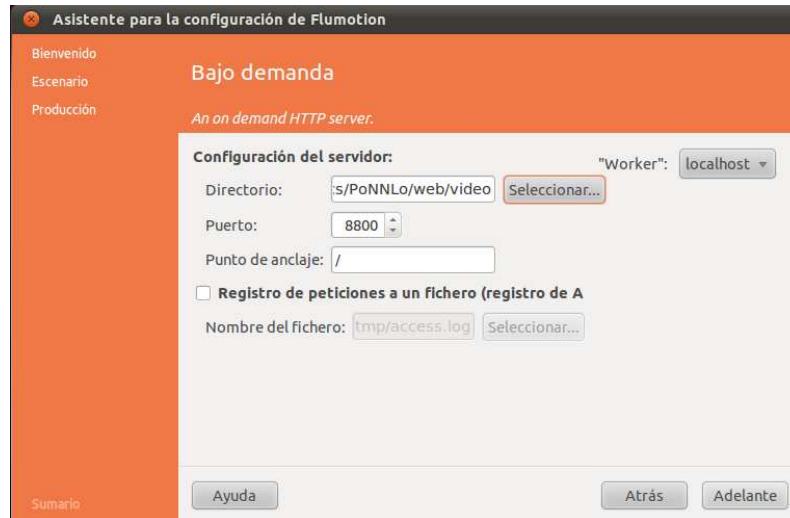 Asistente para la configuración de Flumotion
Bienvenido
Escenario
Producción
Sumario
Bajo demanda
An on demand HTTP server.
Configuración del servidor:
"Worker": localhost
Directorio: :s/PoNNLo/web/video Seleccionar...
Puerto: 8800
Punto de anclaje: /
Registro de peticiones a un fichero (registro de A
Nombre del fichero: tmp/access.log Seleccionar...
Ayuda Atrás Adelante